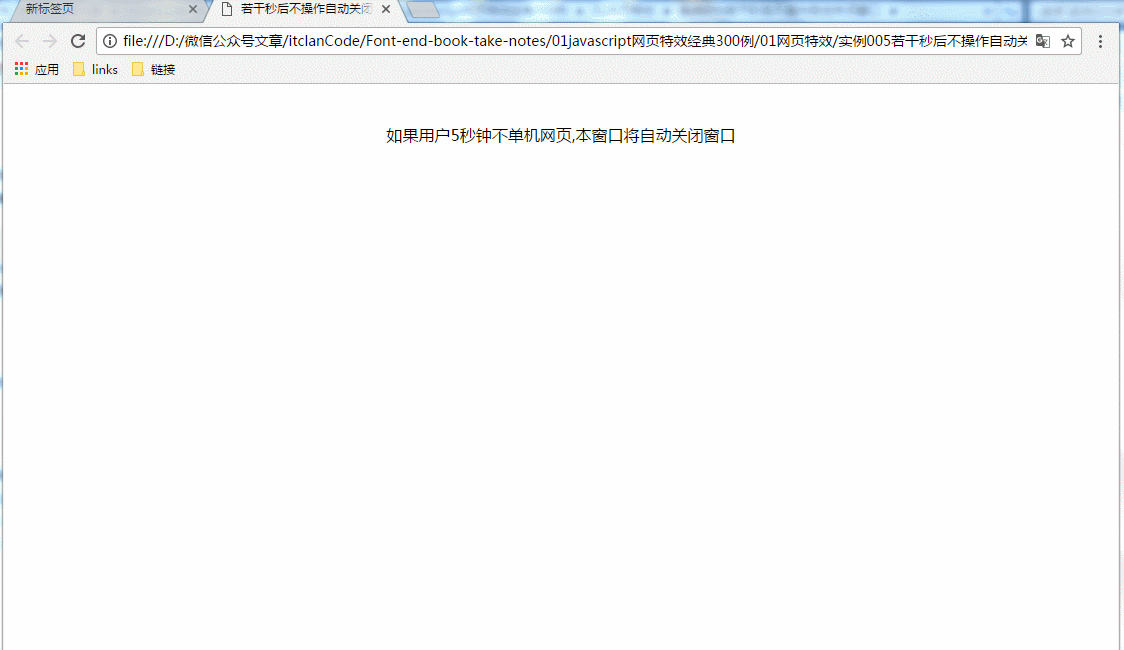 新标签页
若干秒后不操作自动关闭
file:///D:/微信公众号文章/itclanCode/Font-end-book-take-notes/01javascript网页特效经典300例/01网页特效/实例005若干秒后不操作自动关
应用 links 链接
如果用户5秒钟不单机网页,本窗口将自动关闭窗口